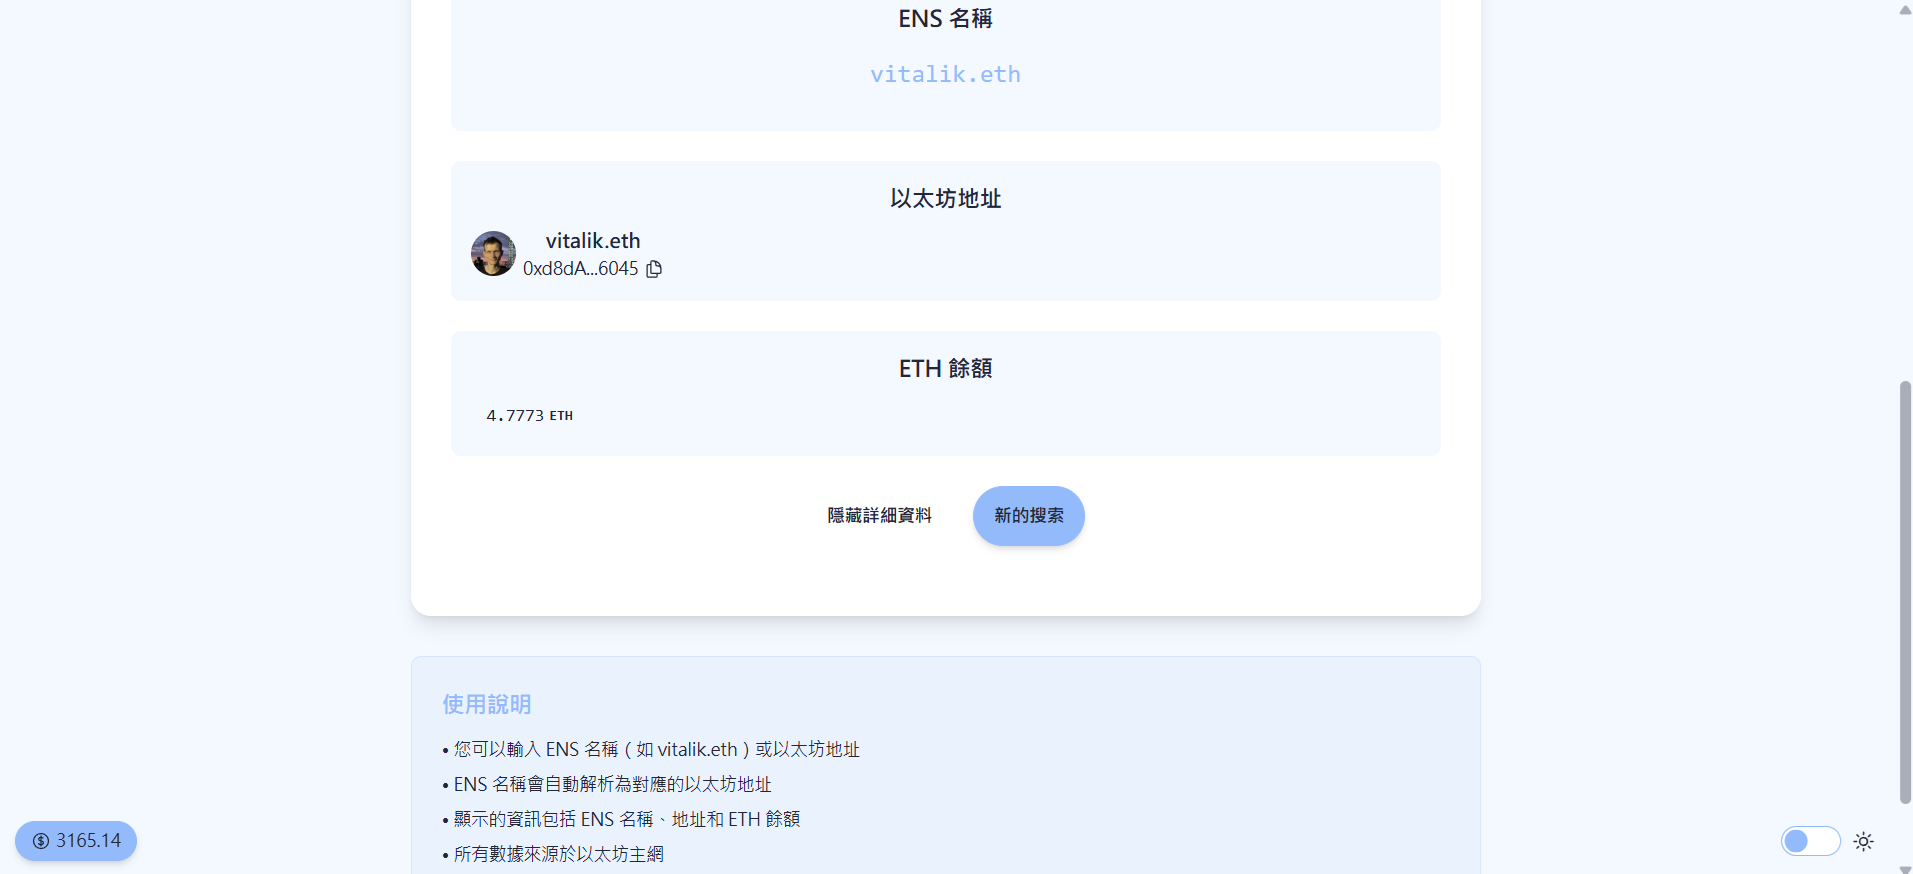 ENS 名稱
vitalik.eth
以太坊地址
vitalik.eth
0xd8dA...6045
ETH 餘額
4.7773 ETH
隱藏詳細資料
新的搜索
使用說明
• 您可以輸入 ENS 名稱（如 vitalik.eth）或以太坊地址
• ENS 名稱會自動解析為對應的以太坊地址
• 顯示的資訊包括 ENS 名稱、地址和 ETH 餘額
• 所有數據來源於以太坊主網
3165.14